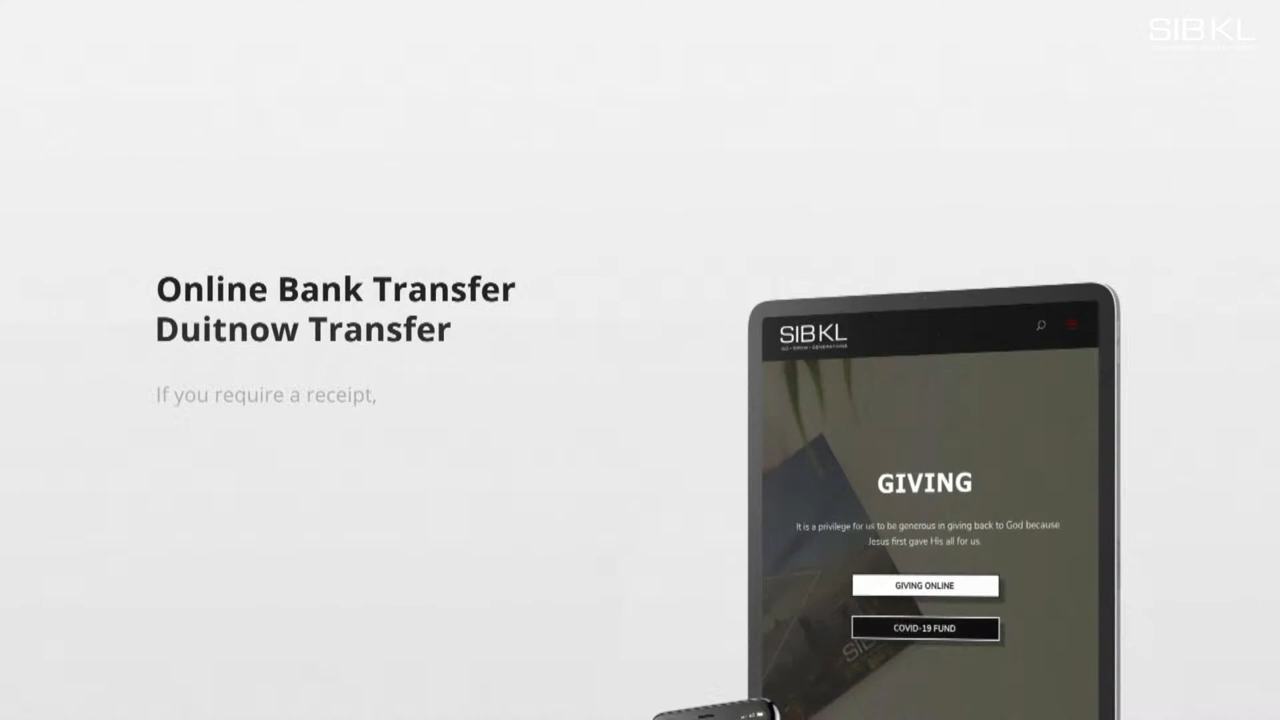 SIBKL
Online Bank Transfer
Duitnow Transfer
If you require a receipt,
SIBKL
GIVING
It is a privilege for us to be generous in giving back to God because
Jesus first gave His all for us.
GIVING ONLINE
COVID-19 FUND
SIBKL